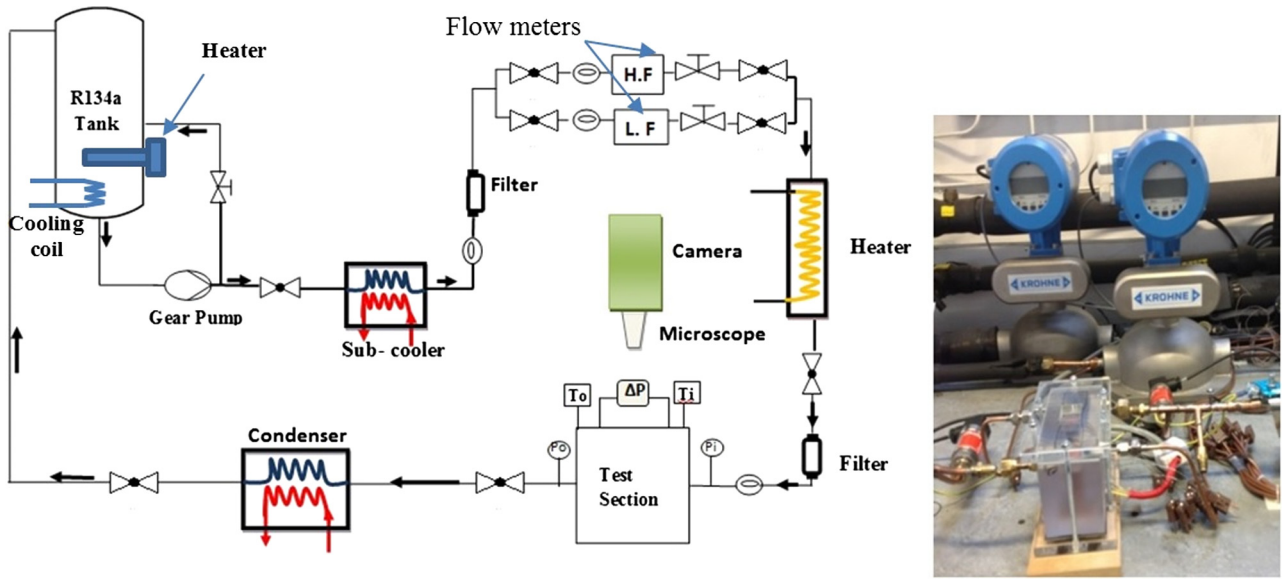 Flow meters
Heater
R134a
Tank
H.F
L. F
Cooling
coil
Filter
Gear Pump
Sub- cooler
Camera
Microscope
Heater
KROHNE
KROHNE
To
ΔP
Ti
Condenser
Po
Pi
Test
Section
Filter